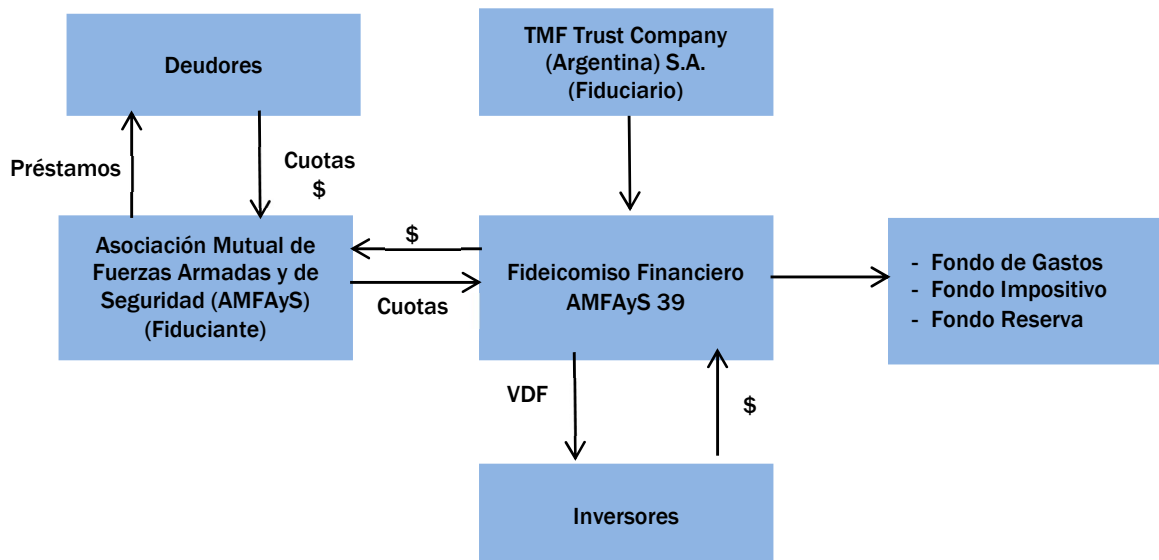 Deudores
TMF Trust Company
(Argentina) S.A.
(Fiduciario)
Préstamos
Cuotas
$
Asociación Mutual de
Fuerzas Armadas y de
Seguridad (AMFAyS)
(Fiduciante)
$
Cuotas
Fideicomiso Financiero
AMFAyS 39
- Fondo de Gastos
- Fondo Impositivo
- Fondo Reserva
VDF
$
Inversores